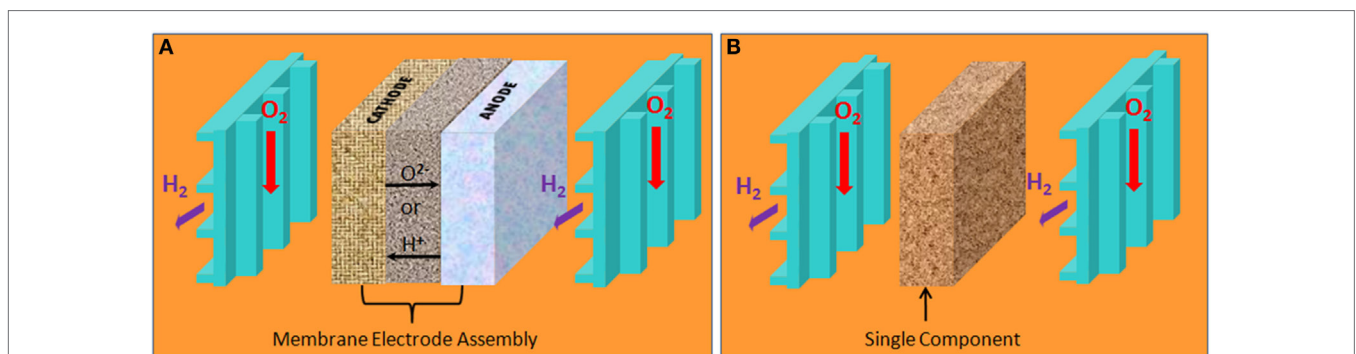 A
CATHODE
ANODE
O₂
H₂
O²⁻
or
H⁺
O₂
H₂
Membrane Electrode Assembly
B
O₂
H₂
O₂
H₂
Single Component